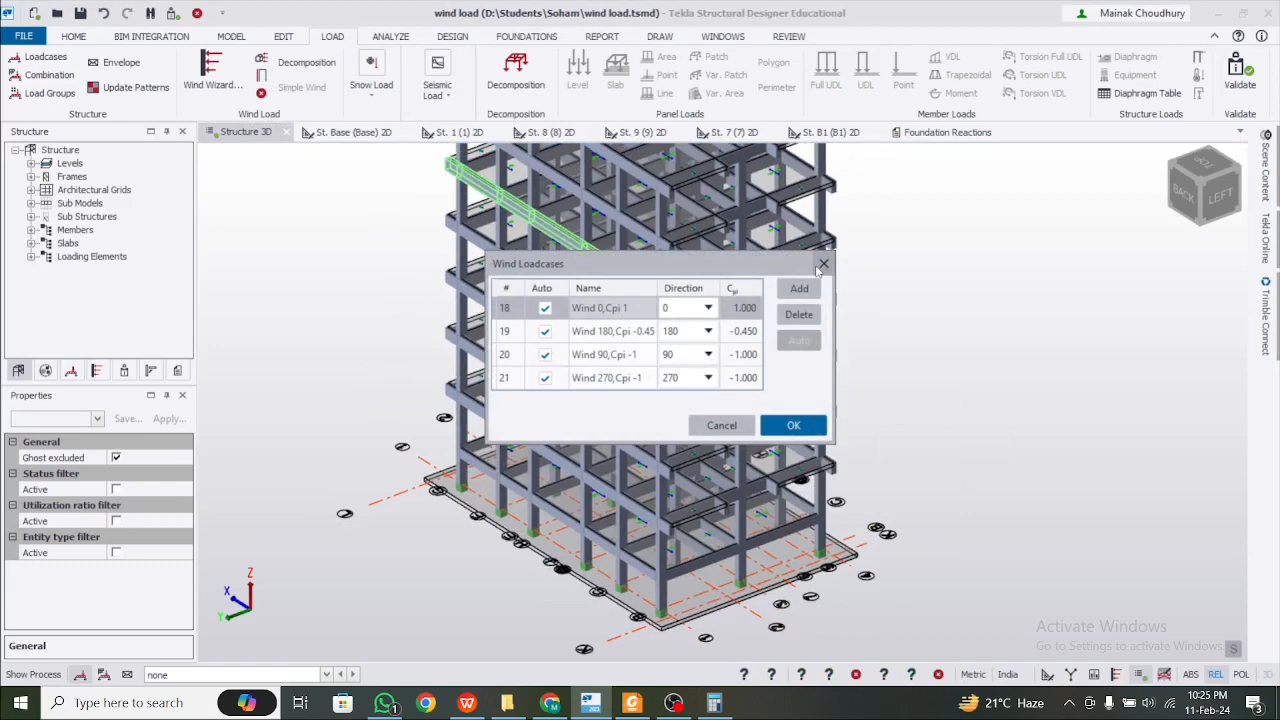 wind load (D:\Students\Soham\wind load.tsmd) - Tekla Structural Designer Educational
Mainak Choudhury
FILE HOME BIM INTEGRATION MODEL EDIT LOAD ANALYZE DESIGN FOUNDATIONS REPORT DRAW WINDOWS REVIEW
Loadcases
Combination
Load Groups
Envelope
Update Patterns
Structure
Wind Wizard...
Decomposition
Simple Wind
Wind Load
Snow Load
Seismic Load
Decomposition
Decomposition
Level
Slab
Area
Point
Line
Patch
Var. Patch
Var. Area
Polygon
Perimeter
Panel Loads
Full UDL
UDL
Point
VDL
Trapezoidal
Moment
Torsion Full UDL
Torsion UDL
Torsion VDL
Member Loads
Diaphragm
Equipment
Diaphragm Table
Structure Loads
Validate
Validate
Structure
Structure 3D
St. Base (Base) 2D
St. 1 (1) 2D
St. 8 (8) 2D
St. 9 (9) 2D
St. 7 (7) 2D
St. B1 (B1) 2D
Foundation Reactions
Structure
Levels
Frames
Architectural Grids
Sub Models
Sub Structures
Members
Slabs
Loading Elements
Properties
Save...
Apply...
General
Ghost excluded
Status filter
Active
Utilization ratio filter
Active
Entity type filter
Active
General
Wind Loadcases
# Auto Name Direction Cpi
18 Wind 0,Cpi 1 0 1.000
19 Wind 180,Cpi -0.45 180 -0.450
20 Wind 90,Cpi -1 90 -1.000
21 Wind 270,Cpi -1 270 -1.000
Add
Delete
Auto
Cancel
OK
BACK
LEFT
TOP
Scene Content
Tekla Online
Trimble Connect
Z
X
Y
Activate Windows
Go to Settings to activate Windows.
S
Show Process
none
Metric
India
ABS
REL
POL
3D
Type here to search
21°C Haze
10:25 PM
11-Feb-24